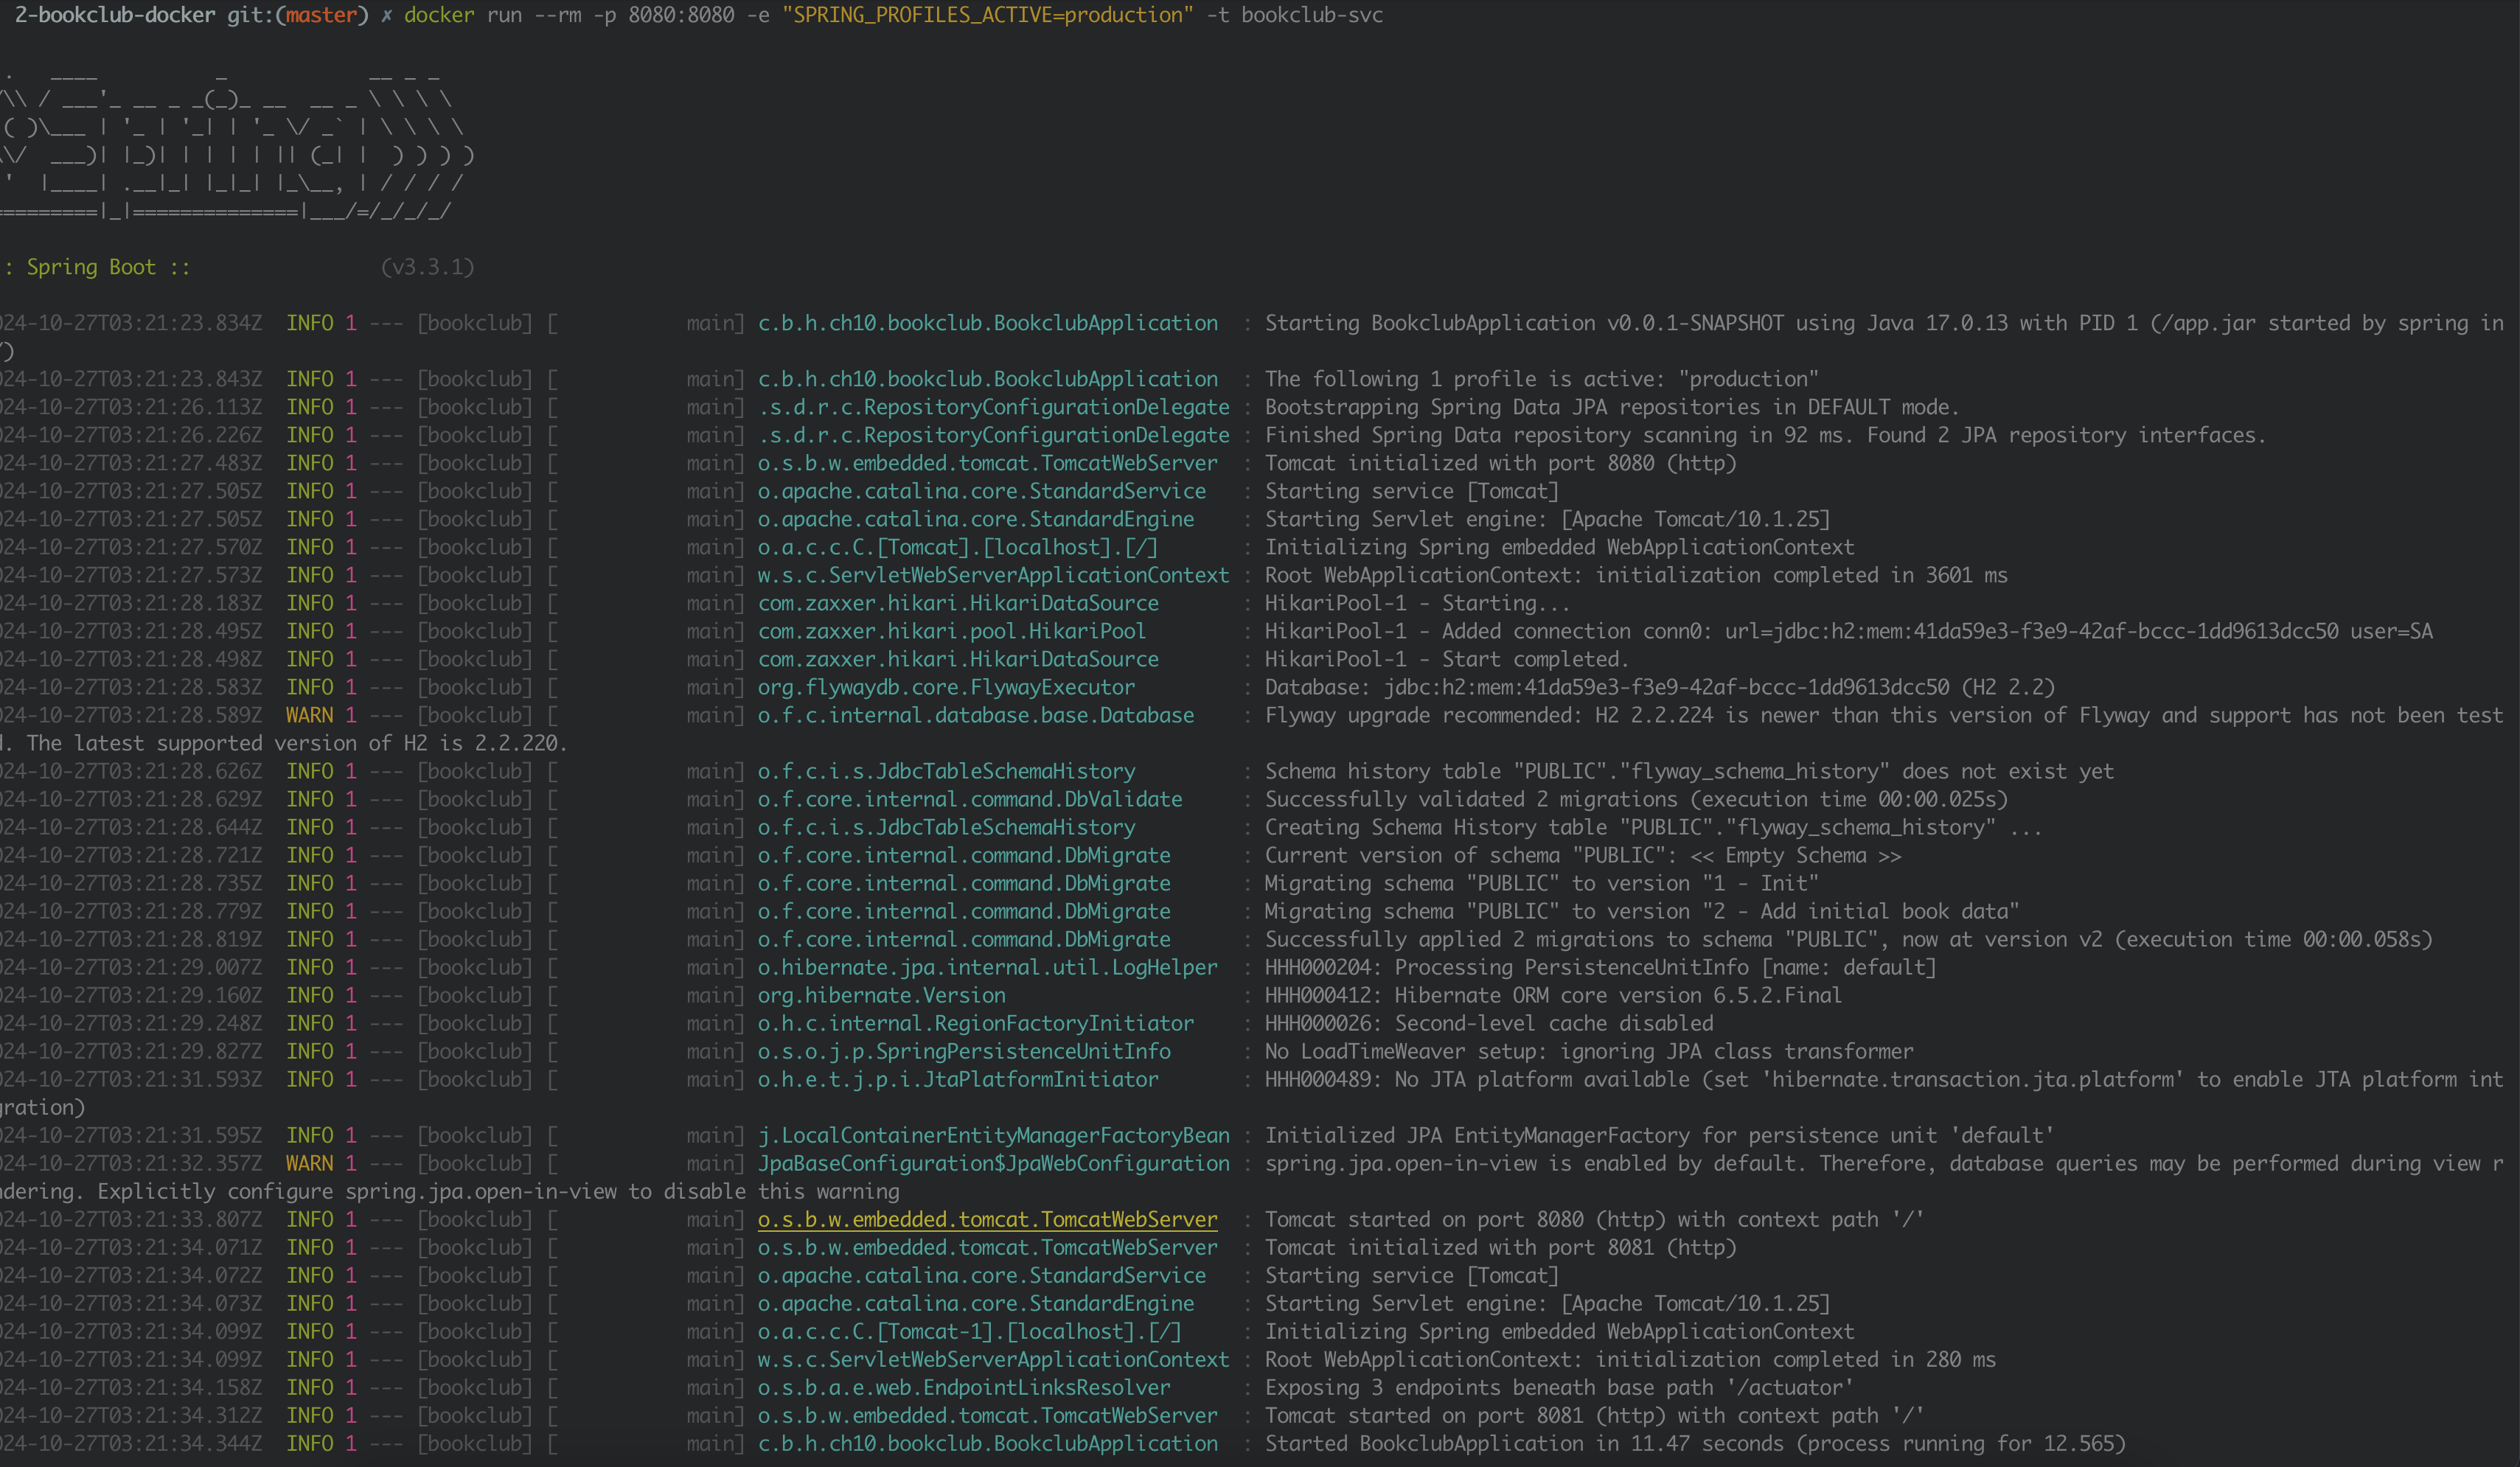 2-bookclub-docker git:(master) ✗ docker run --rm -p 8080:8080 -e "SPRING_PROFILES_ACTIVE=production" -t bookclub-svc
 .   ____          _            __ _ _
/\\ / ___'_ __ _ _(_)_ __  __ _ \ \ \ \
( )\___ | '_ | '_| | '_ \/ _` | \ \ \ \
\\/  ___)| |_)| | | | | || (_| |  ) ) ) )
 '  |____| .__|_| |_|_| |_\__, | / / / /
=========|_|==============|___/=/_/_/_/
: Spring Boot ::                (v3.3.1)
024-10-27T03:21:23.834Z  INFO 1 --- [bookclub] [           main] c.b.h.ch10.bookclub.BookclubApplication  : Starting BookclubApplication v0.0.1-SNAPSHOT using Java 17.0.13 with PID 1 (/app.jar started by spring in
/)
024-10-27T03:21:23.843Z  INFO 1 --- [bookclub] [           main] c.b.h.ch10.bookclub.BookclubApplication  : The following 1 profile is active: "production"
024-10-27T03:21:26.113Z  INFO 1 --- [bookclub] [           main] .s.d.r.c.RepositoryConfigurationDelegate : Bootstrapping Spring Data JPA repositories in DEFAULT mode.
024-10-27T03:21:26.226Z  INFO 1 --- [bookclub] [           main] .s.d.r.c.RepositoryConfigurationDelegate : Finished Spring Data repository scanning in 92 ms. Found 2 JPA repository interfaces.
024-10-27T03:21:27.483Z  INFO 1 --- [bookclub] [           main] o.s.b.w.embedded.tomcat.TomcatWebServer  : Tomcat initialized with port 8080 (http)
024-10-27T03:21:27.505Z  INFO 1 --- [bookclub] [           main] o.apache.catalina.core.StandardService   : Starting service [Tomcat]
024-10-27T03:21:27.505Z  INFO 1 --- [bookclub] [           main] o.apache.catalina.core.StandardEngine    : Starting Servlet engine: [Apache Tomcat/10.1.25]
024-10-27T03:21:27.570Z  INFO 1 --- [bookclub] [           main] o.a.c.c.C.[Tomcat].[localhost].[/]       : Initializing Spring embedded WebApplicationContext
024-10-27T03:21:27.573Z  INFO 1 --- [bookclub] [           main] w.s.c.ServletWebServerApplicationContext : Root WebApplicationContext: initialization completed in 3601 ms
024-10-27T03:21:28.183Z  INFO 1 --- [bookclub] [           main] com.zaxxer.hikari.HikariDataSource       : HikariPool-1 - Starting...
024-10-27T03:21:28.495Z  INFO 1 --- [bookclub] [           main] com.zaxxer.hikari.pool.HikariPool        : HikariPool-1 - Added connection conn0: url=jdbc:h2:mem:41da59e3-f3e9-42af-bccc-1dd9613dcc50 user=SA
024-10-27T03:21:28.498Z  INFO 1 --- [bookclub] [           main] com.zaxxer.hikari.HikariDataSource       : HikariPool-1 - Start completed.
024-10-27T03:21:28.583Z  INFO 1 --- [bookclub] [           main] org.flywaydb.core.FlywayExecutor         : Database: jdbc:h2:mem:41da59e3-f3e9-42af-bccc-1dd9613dcc50 (H2 2.2)
024-10-27T03:21:28.589Z  WARN 1 --- [bookclub] [           main] o.f.c.internal.database.base.Database    : Flyway upgrade recommended: H2 2.2.224 is newer than this version of Flyway and support has not been test
d. The latest supported version of H2 is 2.2.220.
024-10-27T03:21:28.626Z  INFO 1 --- [bookclub] [           main] o.f.c.i.s.JdbcTableSchemaHistory         : Schema history table "PUBLIC"."flyway_schema_history" does not exist yet
024-10-27T03:21:28.629Z  INFO 1 --- [bookclub] [           main] o.f.core.internal.command.DbValidate     : Successfully validated 2 migrations (execution time 00:00.025s)
024-10-27T03:21:28.644Z  INFO 1 --- [bookclub] [           main] o.f.c.i.s.JdbcTableSchemaHistory         : Creating Schema History table "PUBLIC"."flyway_schema_history" ...
024-10-27T03:21:28.721Z  INFO 1 --- [bookclub] [           main] o.f.core.internal.command.DbMigrate      : Current version of schema "PUBLIC": << Empty Schema >>
024-10-27T03:21:28.735Z  INFO 1 --- [bookclub] [           main] o.f.core.internal.command.DbMigrate      : Migrating schema "PUBLIC" to version "1 - Init"
024-10-27T03:21:28.779Z  INFO 1 --- [bookclub] [           main] o.f.core.internal.command.DbMigrate      : Migrating schema "PUBLIC" to version "2 - Add initial book data"
024-10-27T03:21:28.819Z  INFO 1 --- [bookclub] [           main] o.f.core.internal.command.DbMigrate      : Successfully applied 2 migrations to schema "PUBLIC", now at version v2 (execution time 00:00.058s)
024-10-27T03:21:29.007Z  INFO 1 --- [bookclub] [           main] o.hibernate.jpa.internal.util.LogHelper  : HHH000204: Processing PersistenceUnitInfo [name: default]
024-10-27T03:21:29.160Z  INFO 1 --- [bookclub] [           main] org.hibernate.Version                    : HHH000412: Hibernate ORM core version 6.5.2.Final
024-10-27T03:21:29.248Z  INFO 1 --- [bookclub] [           main] o.h.c.internal.RegionFactoryInitiator    : HHH000026: Second-level cache disabled
024-10-27T03:21:29.827Z  INFO 1 --- [bookclub] [           main] o.s.o.j.p.SpringPersistenceUnitInfo      : No LoadTimeWeaver setup: ignoring JPA class transformer
024-10-27T03:21:31.593Z  INFO 1 --- [bookclub] [           main] o.h.e.t.j.p.i.JtaPlatformInitiator       : HHH000489: No JTA platform available (set 'hibernate.transaction.jta.platform' to enable JTA platform int
gration)
024-10-27T03:21:31.595Z  INFO 1 --- [bookclub] [           main] j.LocalContainerEntityManagerFactoryBean : Initialized JPA EntityManagerFactory for persistence unit 'default'
024-10-27T03:21:32.357Z  WARN 1 --- [bookclub] [           main] JpaBaseConfiguration$JpaWebConfiguration : spring.jpa.open-in-view is enabled by default. Therefore, database queries may be performed during view r
ndering. Explicitly configure spring.jpa.open-in-view to disable this warning
024-10-27T03:21:33.807Z  INFO 1 --- [bookclub] [           main] o.s.b.w.embedded.tomcat.TomcatWebServer  : Tomcat started on port 8080 (http) with context path '/'
024-10-27T03:21:34.071Z  INFO 1 --- [bookclub] [           main] o.s.b.w.embedded.tomcat.TomcatWebServer  : Tomcat initialized with port 8081 (http)
024-10-27T03:21:34.072Z  INFO 1 --- [bookclub] [           main] o.apache.catalina.core.StandardService   : Starting service [Tomcat]
024-10-27T03:21:34.073Z  INFO 1 --- [bookclub] [           main] o.apache.catalina.core.StandardEngine    : Starting Servlet engine: [Apache Tomcat/10.1.25]
024-10-27T03:21:34.099Z  INFO 1 --- [bookclub] [           main] o.a.c.c.C.[Tomcat-1].[localhost].[/]     : Initializing Spring embedded WebApplicationContext
024-10-27T03:21:34.099Z  INFO 1 --- [bookclub] [           main] w.s.c.ServletWebServerApplicationContext : Root WebApplicationContext: initialization completed in 280 ms
024-10-27T03:21:34.158Z  INFO 1 --- [bookclub] [           main] o.s.b.a.e.web.EndpointLinksResolver      : Exposing 3 endpoints beneath base path '/actuator'
024-10-27T03:21:34.312Z  INFO 1 --- [bookclub] [           main] o.s.b.w.embedded.tomcat.TomcatWebServer  : Tomcat started on port 8081 (http) with context path '/'
024-10-27T03:21:34.344Z  INFO 1 --- [bookclub] [           main] c.b.h.ch10.bookclub.BookclubApplication  : Started BookclubApplication in 11.47 seconds (process running for 12.565)